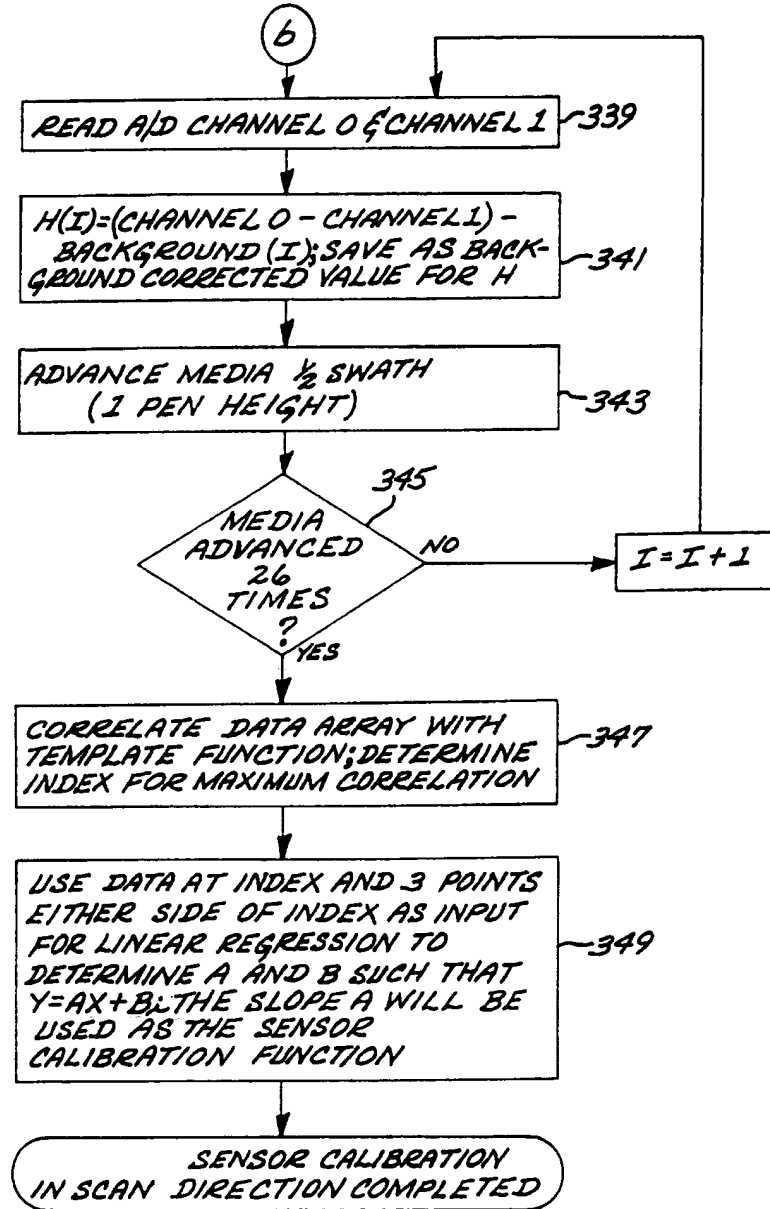 b
READ A/D CHANNEL 0 & CHANNEL 1
339
H(I)=(CHANNEL 0 - CHANNEL 1) -
BACKGROUND (I); SAVE AS BACK-
GROUND CORRECTED VALUE FOR H
341
ADVANCE MEDIA 1/2 SWATH
(1 PEN HEIGHT)
343
345
MEDIA
ADVANCED
26
TIMES
?
NO
I = I + 1
YES
CORRELATE DATA ARRAY WITH
TEMPLATE FUNCTION; DETERMINE
INDEX FOR MAXIMUM CORRELATION
347
USE DATA AT INDEX AND 3 POINTS
EITHER SIDE OF INDEX AS INPUT
FOR LINEAR REGRESSION TO
DETERMINE A AND B SUCH THAT
Y=AX+B; THE SLOPE A WILL BE
USED AS THE SENSOR
CALIBRATION FUNCTION
349
SENSOR CALIBRATION
IN SCAN DIRECTION COMPLETED